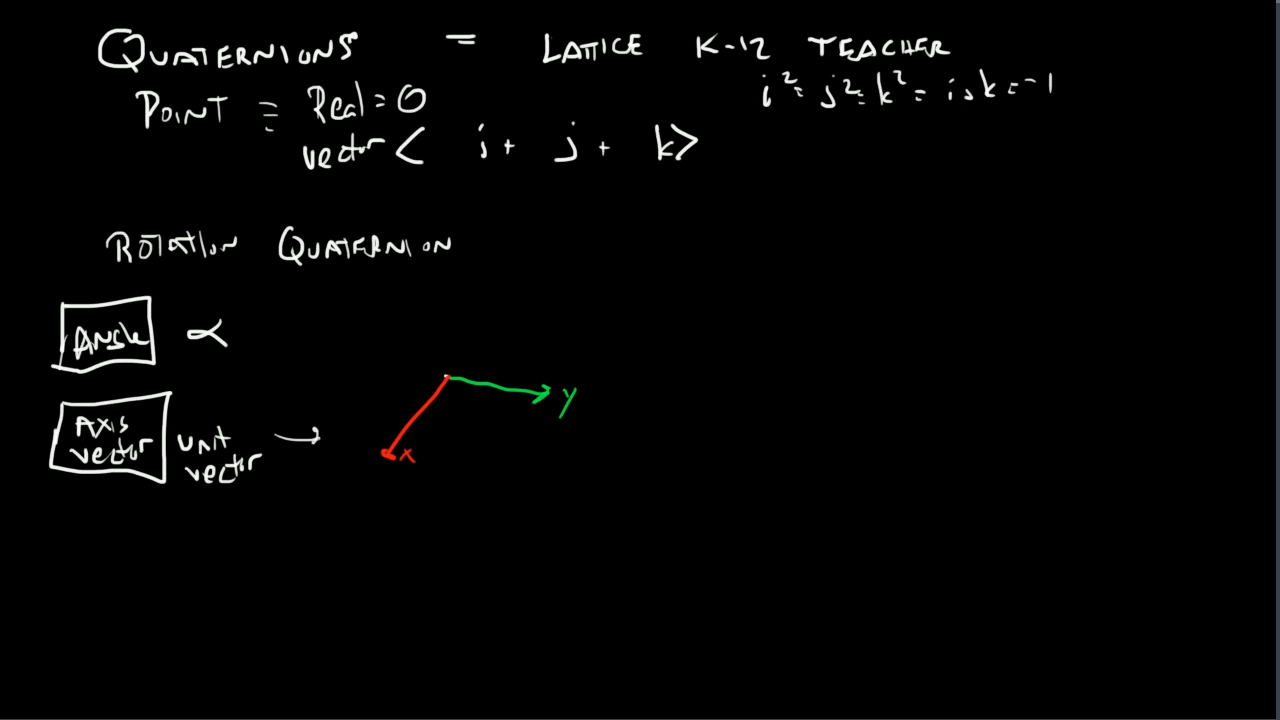 QUATERNIONS = LATTICE K-12 TEACHER
i² = j² = k² = ijk = -1
POINT = Real = 0
vector < i + j + k>
ROTATION QUATERNION
Angle α
AXIS vector unit vector →
y
x